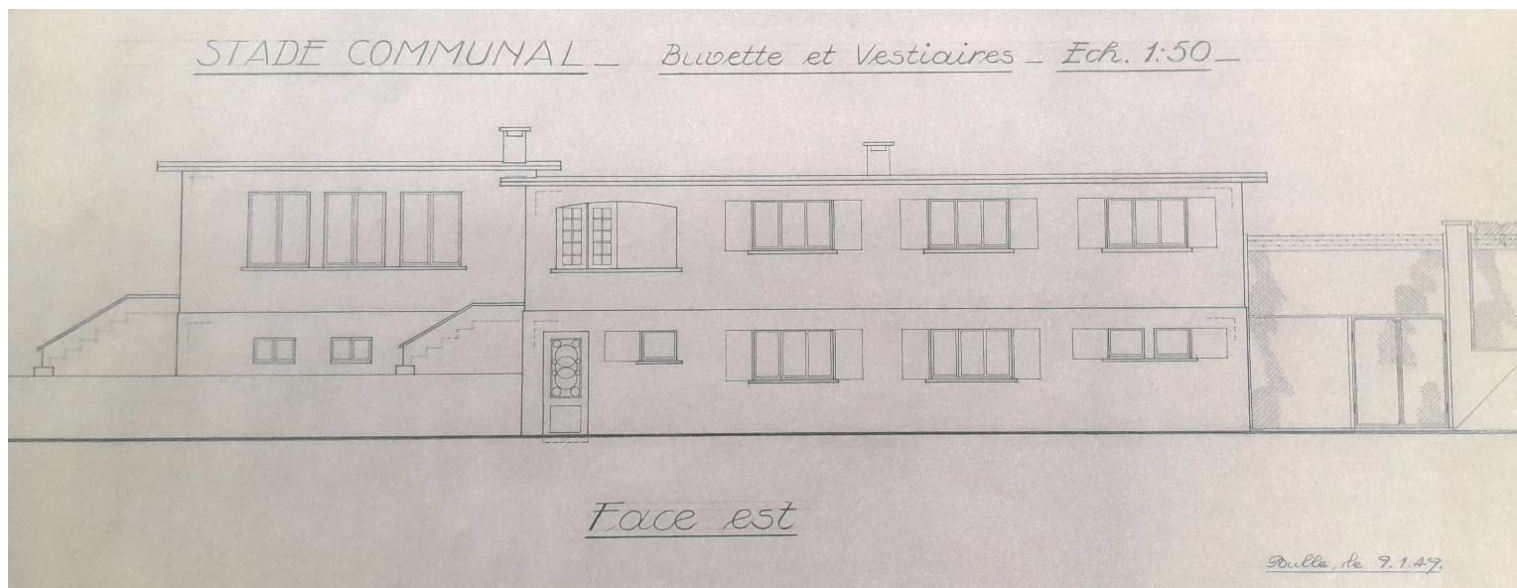 STADE COMMUNAL _ Buvette et Vestiaires _ Ech. 1:50 _
Face est
Bulle, le 9.1.49.